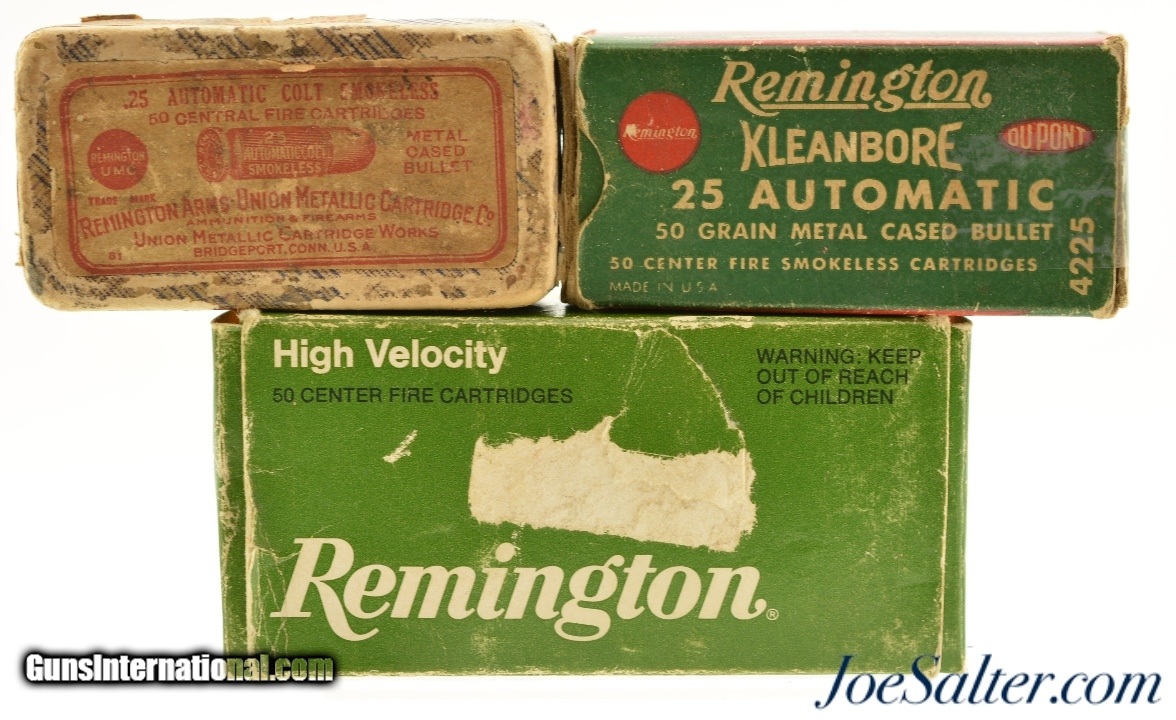 .25 AUTOMATIC COLT SMOKELESS
50 CENTRAL FIRE CARTRIDGES
REMINGTON
UMC
TRADE MARK
25
AUTOMATIC
SMOKELESS
METAL
CASED
BULLET
REMINGTON ARMS-UNION METALLIC CARTRIDGE CO
AMMUNITION & FIREARMS
UNION METALLIC CARTRIDGE WORKS
BRIDGEPORT, CONN. U.S.A.
81
Remington
Remington
KLEANBORE
DU PONT
25 AUTOMATIC
50 GRAIN METAL CASED BULLET
50 CENTER FIRE SMOKELESS CARTRIDGES
MADE IN U S A
4225
High Velocity
50 CENTER FIRE CARTRIDGES
WARNING: KEEP
OUT OF REACH
OF CHILDREN
Remington®
GunsInternational.com
JoeSalter.com